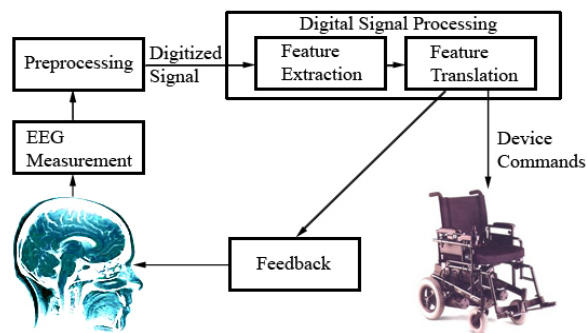 Digital Signal Processing
Preprocessing
Digitized
Signal
Feature
Extraction
Feature
Translation
EEG
Measurement
Device
Commands
Feedback